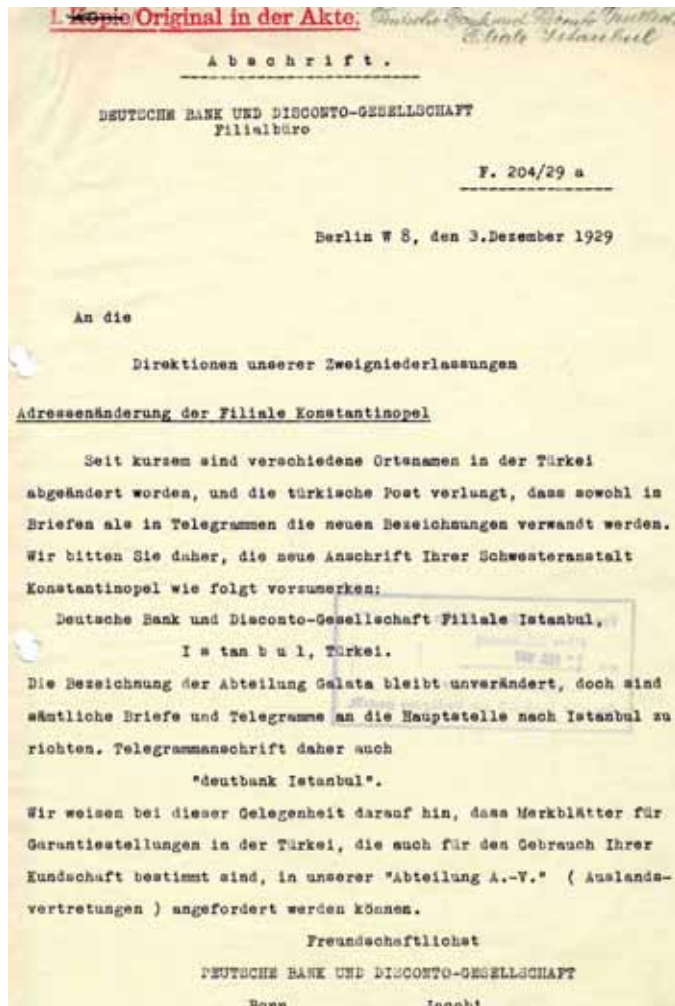 1. Kopie/Original in der Akte.
Deutsche Bank und Disconto
Filiale Istanbul
Abschrift.
DEUTSCHE BANK UND DISCONTO-GESELLSCHAFT
Filialbüro
F. 204/29 a
Berlin W 8, den 3.Dezember 1929
An die
Direktionen unserer Zweigniederlassungen
Adressenänderung der Filiale Konstantinopel
Seit kurzem sind verschiedene Ortsnamen in der Türkei
abgeändert worden, und die türkische Post verlangt, dass sowohl in
Briefen als in Telegrammen die neuen Bezeichnungen verwandt werden.
Wir bitten Sie daher, die neue Anschrift Ihrer Schwesteranstalt
Konstantinopel wie folgt vorzumerken:
Deutsche Bank und Disconto-Gesellschaft Filiale Istanbul,
Istanbul, Türkei.
Die Bezeichnung der Abteilung Galata bleibt unverändert, doch sind
sämtliche Briefe und Telegramme an die Hauptstelle nach Istanbul zu
richten. Telegrammanschrift daher auch
"deutbank Istanbul".
Wir weisen bei dieser Gelegenheit darauf hin, dass Merkblätter für
Garantiestellungen in der Türkei, die auch für den Gebrauch Ihrer
Kundschaft bestimmt sind, in unserer "Abteilung A.-V." ( Auslands-
vertretungen ) angefordert werden können.
Freundschaftlichst
DEUTSCHE BANK UND DISCONTO-GESELLSCHAFT